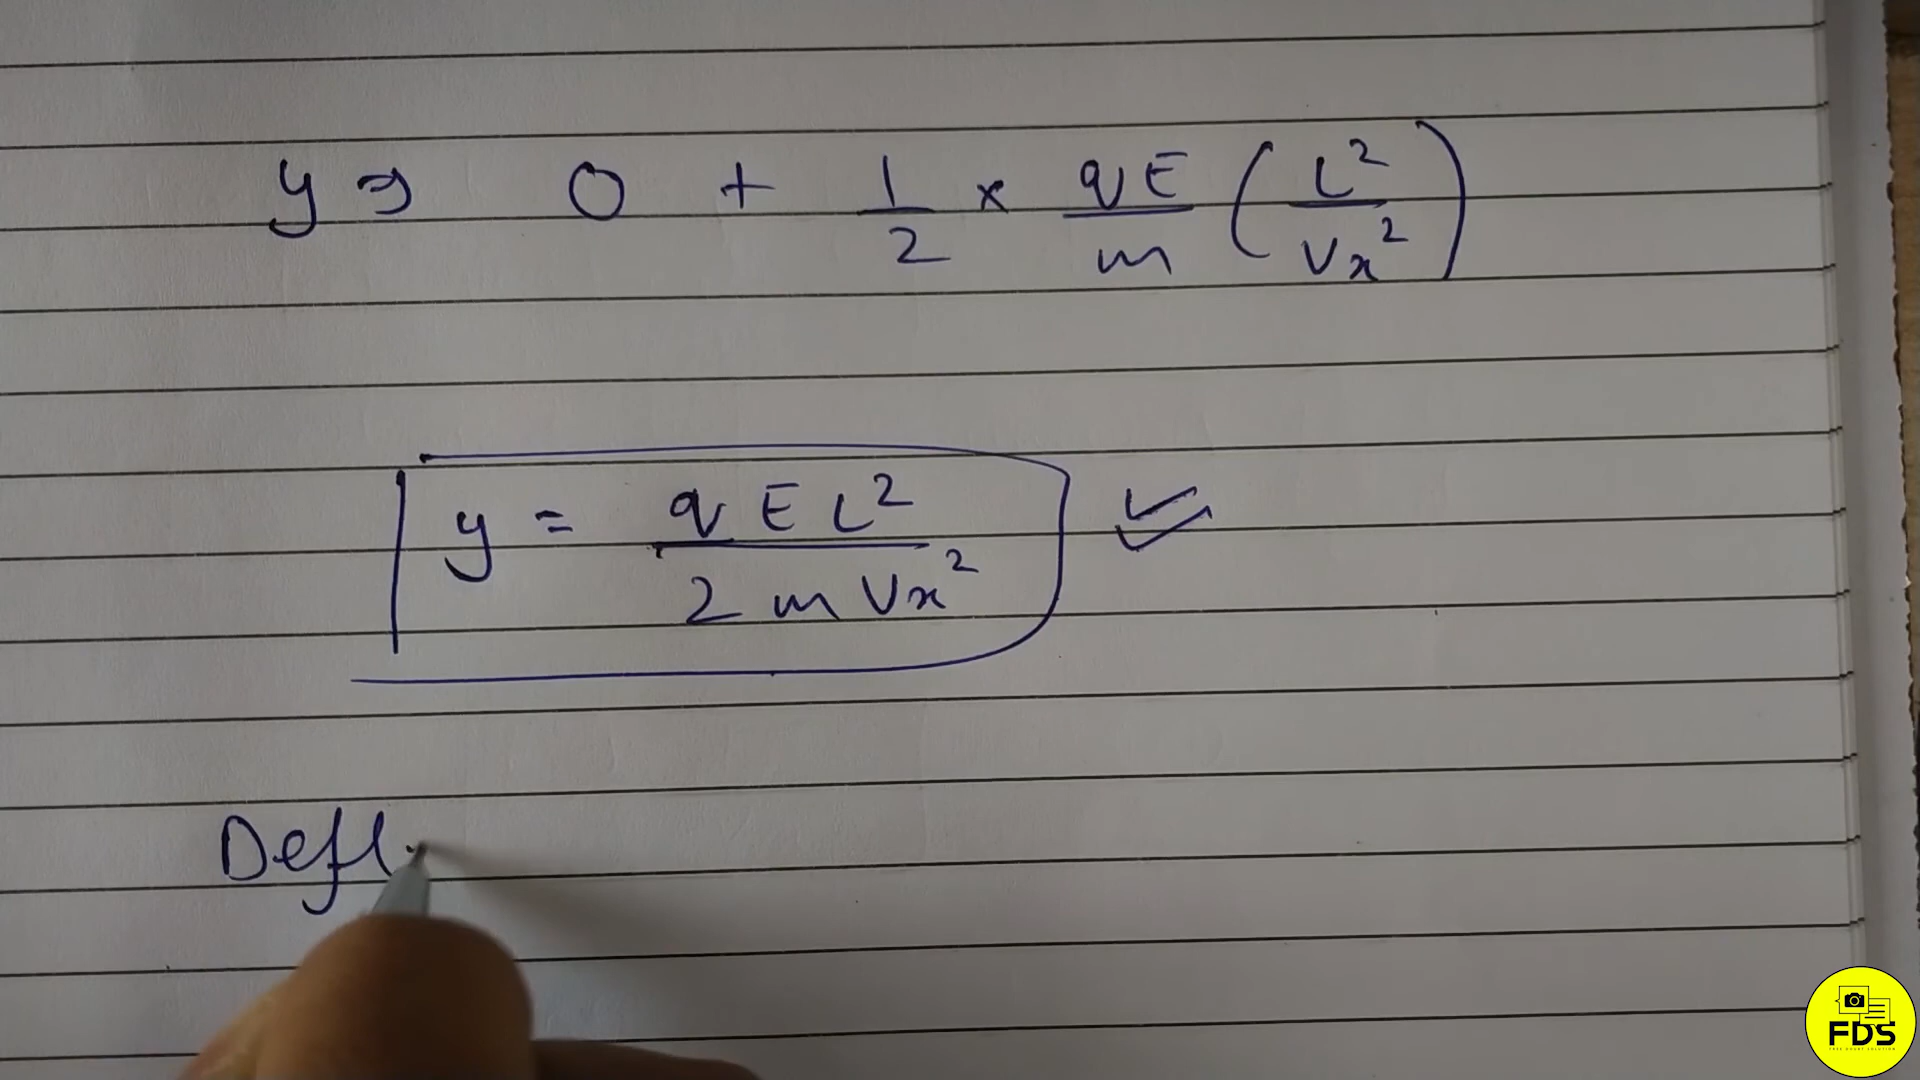 y ⇒ 0 + 1/2 × qE/m (L²/Vx²)
y = qEL²/2mVx²
Defl
FDS